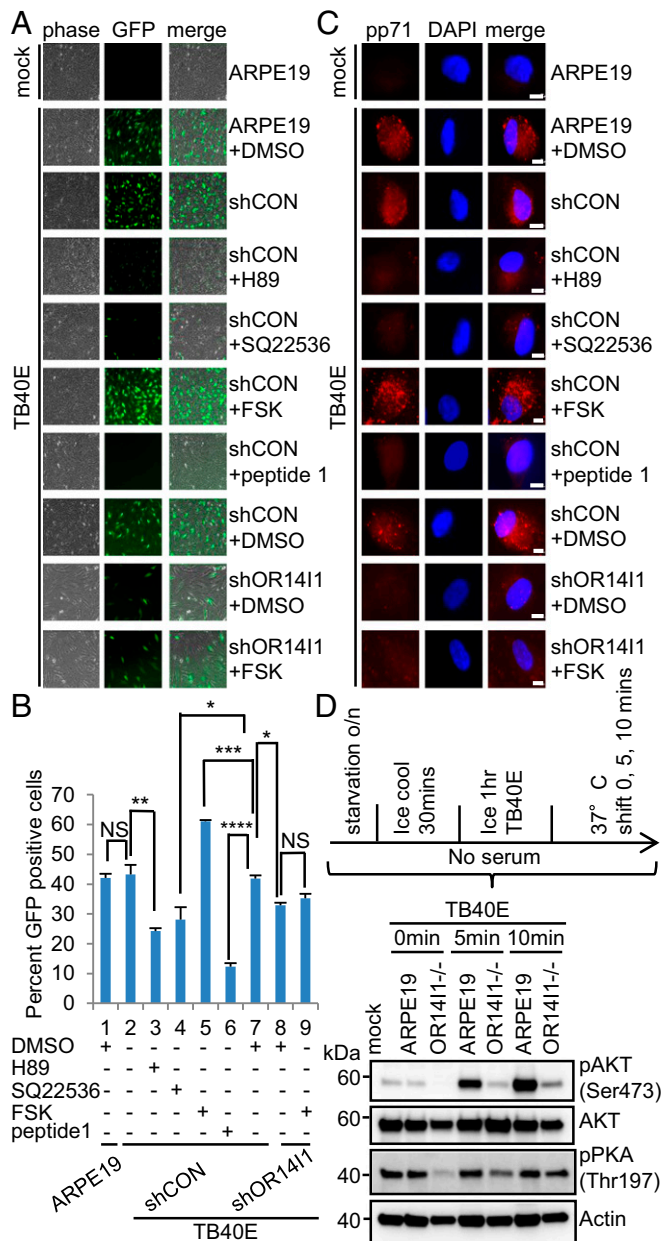 A
phase GFP merge
mock
ARPE19
TB40E
ARPE19
+DMSO
shCON
shCON
+H89
shCON
+SQ22536
shCON
+FSK
shCON
+peptide 1
shCON
+DMSO
shOR14I1
+DMSO
shOR14I1
+FSK
C
pp71 DAPI merge
mock
ARPE19
TB40E
ARPE19
+DMSO
shCON
shCON
+H89
shCON
+SQ22536
shCON
+FSK
shCON
+peptide 1
shCON
+DMSO
shOR14I1
+DMSO
shOR14I1
+FSK
B
Percent GFP positive cells
70
60
50
40
30
20
10
0
NS ** * *** **** * NS
1 2 3 4 5 6 7 8 9
DMSO + - - - - - + + -
H89 - - + - - - - - -
SQ22536 - - - + - - - - -
FSK - - - - + - - - +
peptide1 - - - - - + - - -
ARPE19 shCON shOR14I1
TB40E
D
starvation o/n
Ice cool
30mins
Ice 1hr
TB40E
37° C
shift 0, 5, 10 mins
No serum
TB40E
0min 5min 10min
mock ARPE19 OR14I1-/- ARPE19 OR14I1-/- ARPE19 OR14I1-/-
kDa
60 pAKT
(Ser473)
60 AKT
40 pPKA
(Thr197)
40 Actin